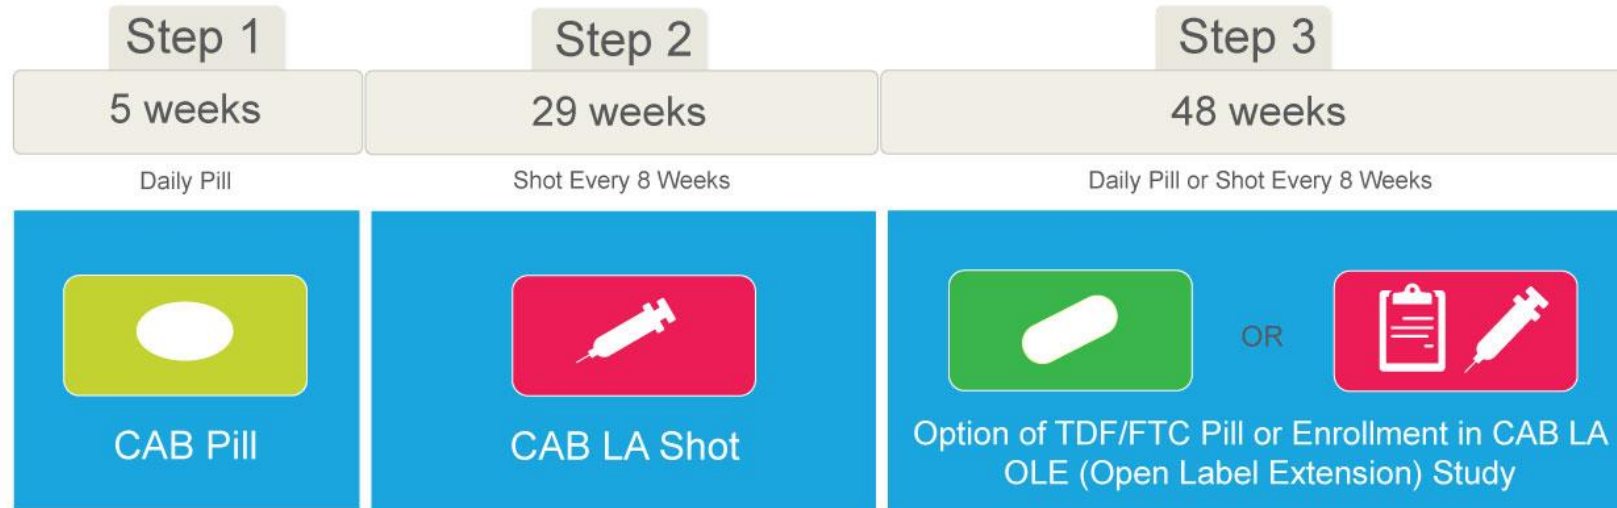 Step 1
Step 2
Step 3
5 weeks
29 weeks
48 weeks
Daily Pill
Shot Every 8 Weeks
Daily Pill or Shot Every 8 Weeks
OR
CAB Pill
CAB LA Shot
Option of TDF/FTC Pill or Enrollment in CAB LA
OLE (Open Label Extension) Study